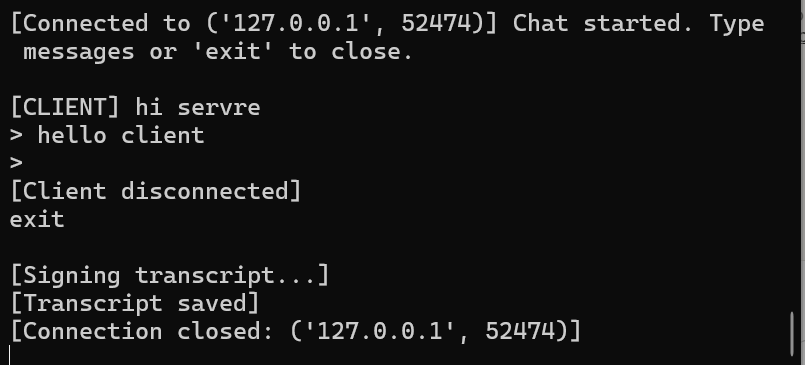 [Connected to ('127.0.0.1', 52474)] Chat started. Type
messages or 'exit' to close.
[CLIENT] hi servre
> hello client
>
[Client disconnected]
exit
[Signing transcript...]
[Transcript saved]
[Connection closed: ('127.0.0.1', 52474)]